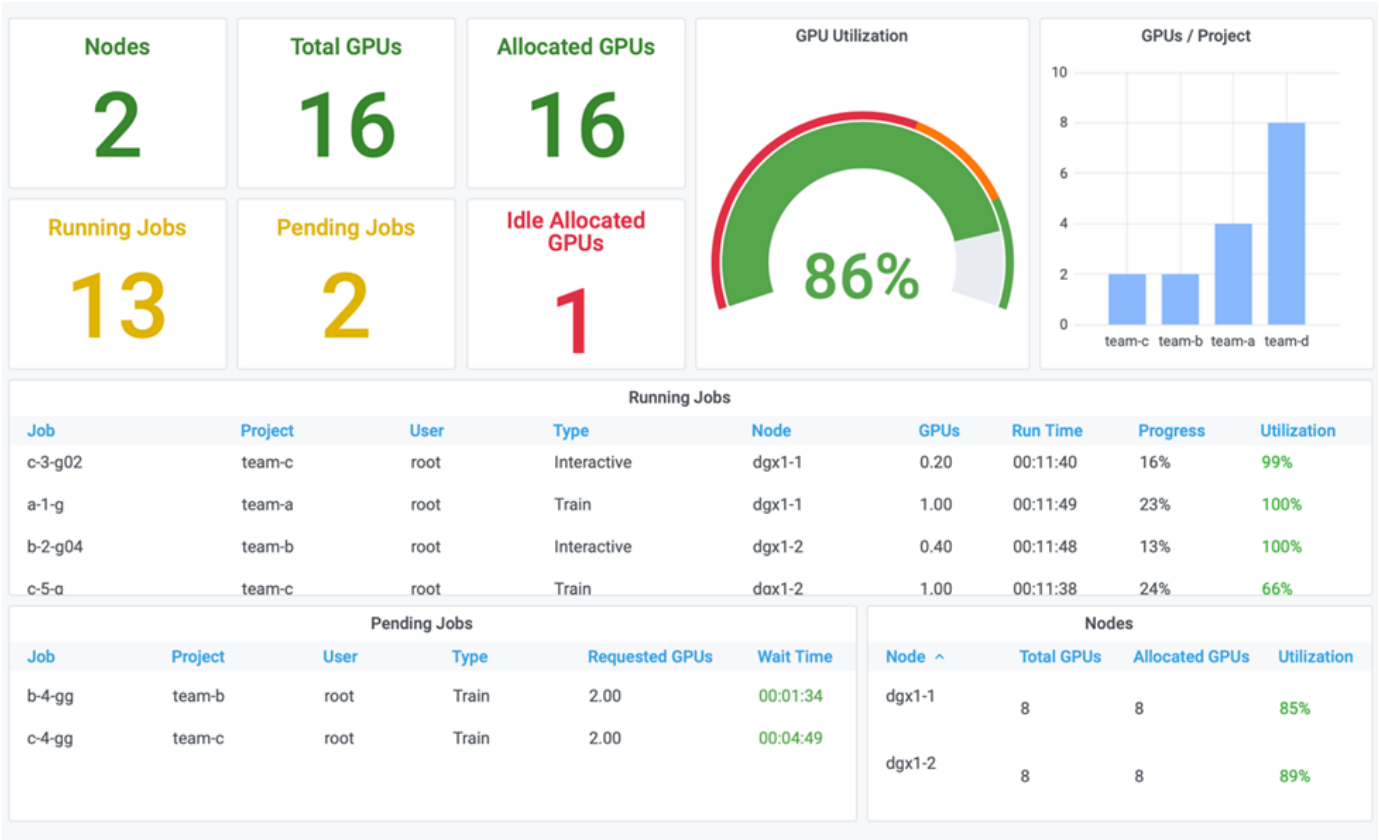 Nodes
2
Total GPUs
16
Allocated GPUs
16
Running Jobs
13
Pending Jobs
2
Idle Allocated
GPUs
1
GPU Utilization
86%
GPUs / Project
10
8
6
4
2
0
team-c team-b team-a team-d
Running Jobs
Job Project User Type Node GPUs Run Time Progress Utilization
c-3-g02 team-c root Interactive dgx1-1 0.20 00:11:40 16% 99%
a-1-g team-a root Train dgx1-1 1.00 00:11:49 23% 100%
b-2-g04 team-b root Interactive dgx1-2 0.40 00:11:48 13% 100%
c-5-g team-c root Train dgx1-2 1.00 00:11:38 24% 66%
Pending Jobs
Job Project User Type Requested GPUs Wait Time
b-4-gg team-b root Train 2.00 00:01:34
c-4-gg team-c root Train 2.00 00:04:49
Nodes
Node Total GPUs Allocated GPUs Utilization
dgx1-1 8 8 85%
dgx1-2 8 8 89%